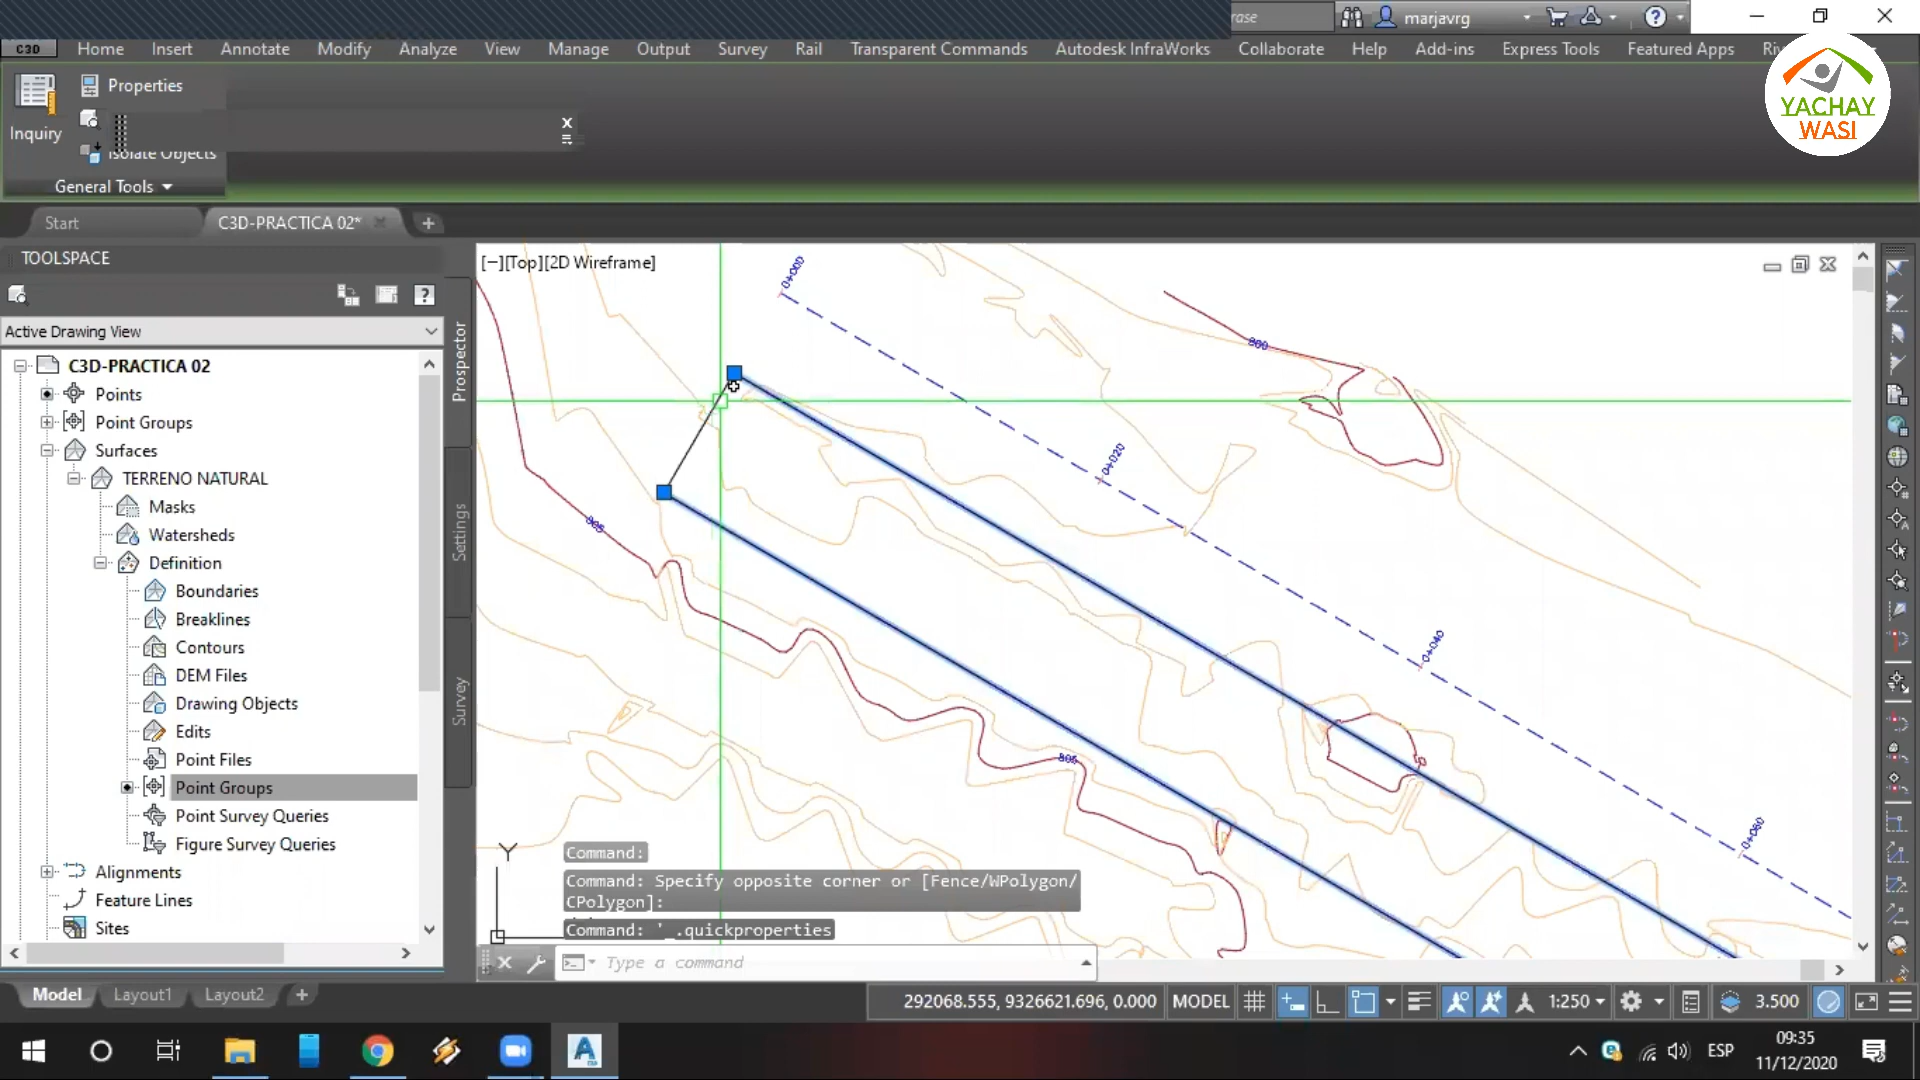 rase
marjavrg
C3D
Home Insert Annotate Modify Analyze View Manage Output Survey Rail Transparent Commands Autodesk InfraWorks Collaborate Help Add-ins Express Tools Featured Apps
YACHAY
WASI
Properties
Inquiry
Isolate Objects
General Tools
Start
C3D-PRACTICA 02*
TOOLSPACE
[−][Top][2D Wireframe]
Active Drawing View
Prospector
Settings
Survey
C3D-PRACTICA 02
Points
Point Groups
Surfaces
TERRENO NATURAL
Masks
Watersheds
Definition
Boundaries
Breaklines
Contours
DEM Files
Drawing Objects
Edits
Point Files
Point Groups
Point Survey Queries
Figure Survey Queries
Alignments
Feature Lines
Sites
0+000
800
0+020
805
0+040
805
0+060
Y
Command:
Command: Specify opposite corner or [Fence/WPolygon/
CPolygon]:
Command: '_.quickproperties
Type a command
Model Layout1 Layout2
292068.555, 9326621.696, 0.000 MODEL 1:250 3.500
ESP
09:35
11/12/2020